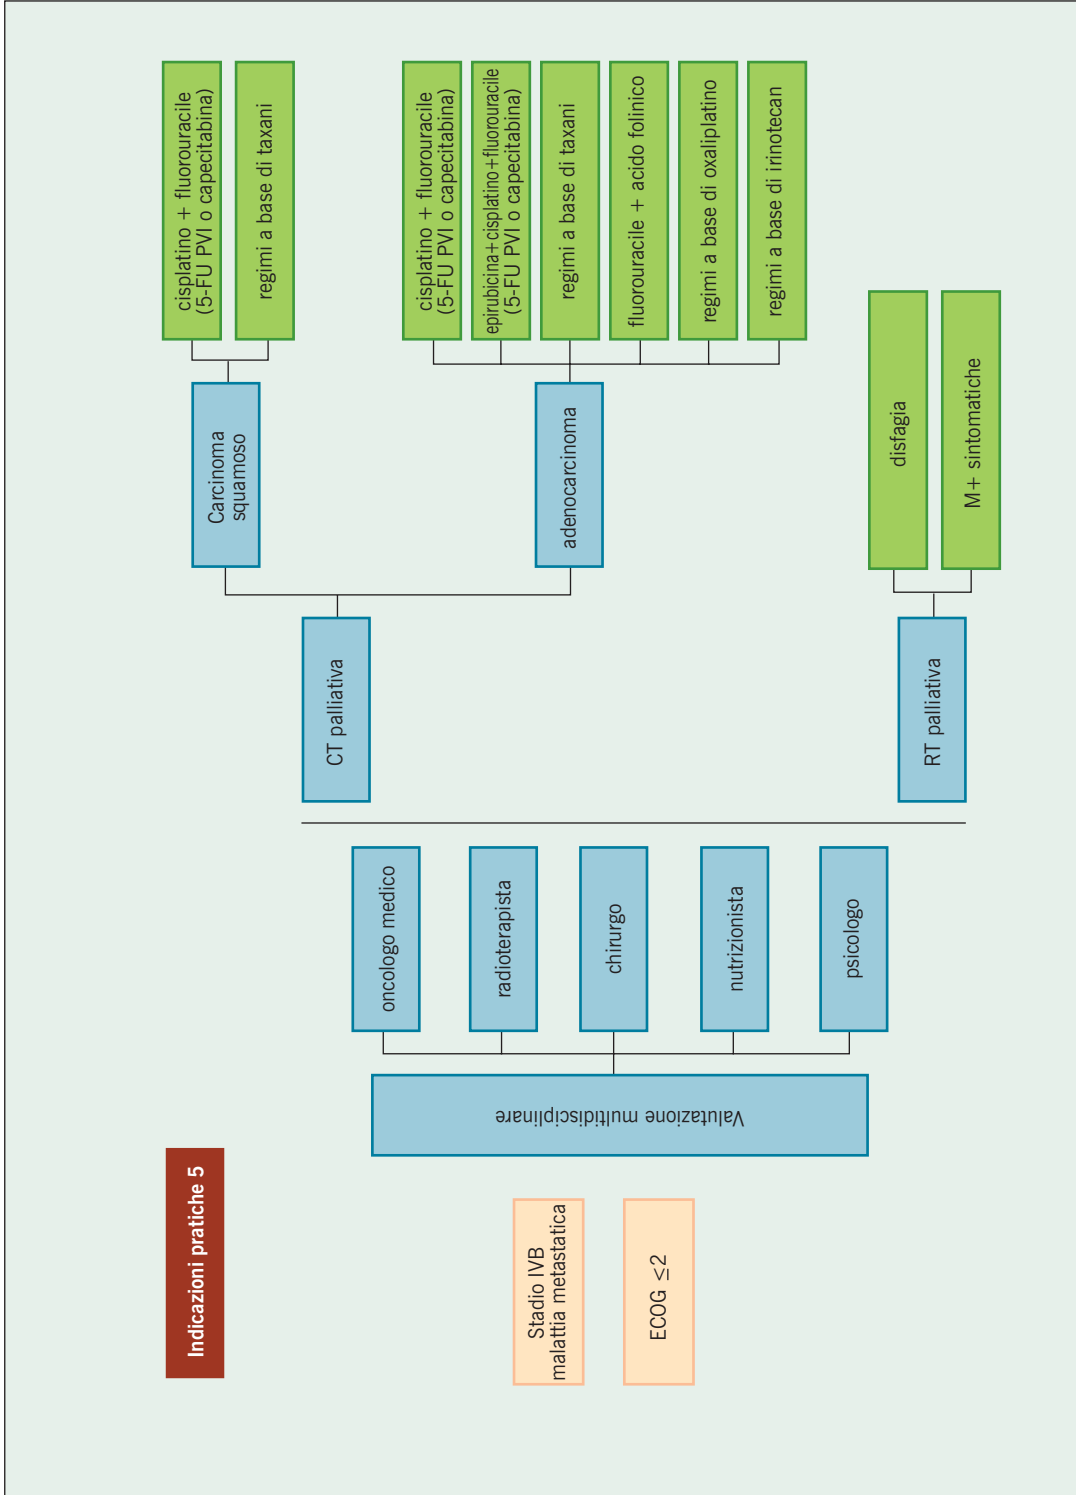 Indicazioni pratiche 5
Stadio IVB
malattia metastatica
ECOG ≤2
Valutazione multidisciplinare
oncologo medico
radioterapista
chirurgo
nutrizionista
psicologo
CT palliativa
Carcinoma
squamoso
cisplatino + fluorouracile
(5-FU PVI o capecitabina)
regimi a base di taxani
adenocarcinoma
cisplatino + fluorouracile
(5-FU PVI o capecitabina)
epirubicina+cisplatino+fluorouracile
(5-FU PVI o capecitabina)
regimi a base di taxani
fluorouracile + acido folinico
regimi a base di oxaliplatino
regimi a base di irinotecan
RT palliativa
disfagia
M+ sintomatiche